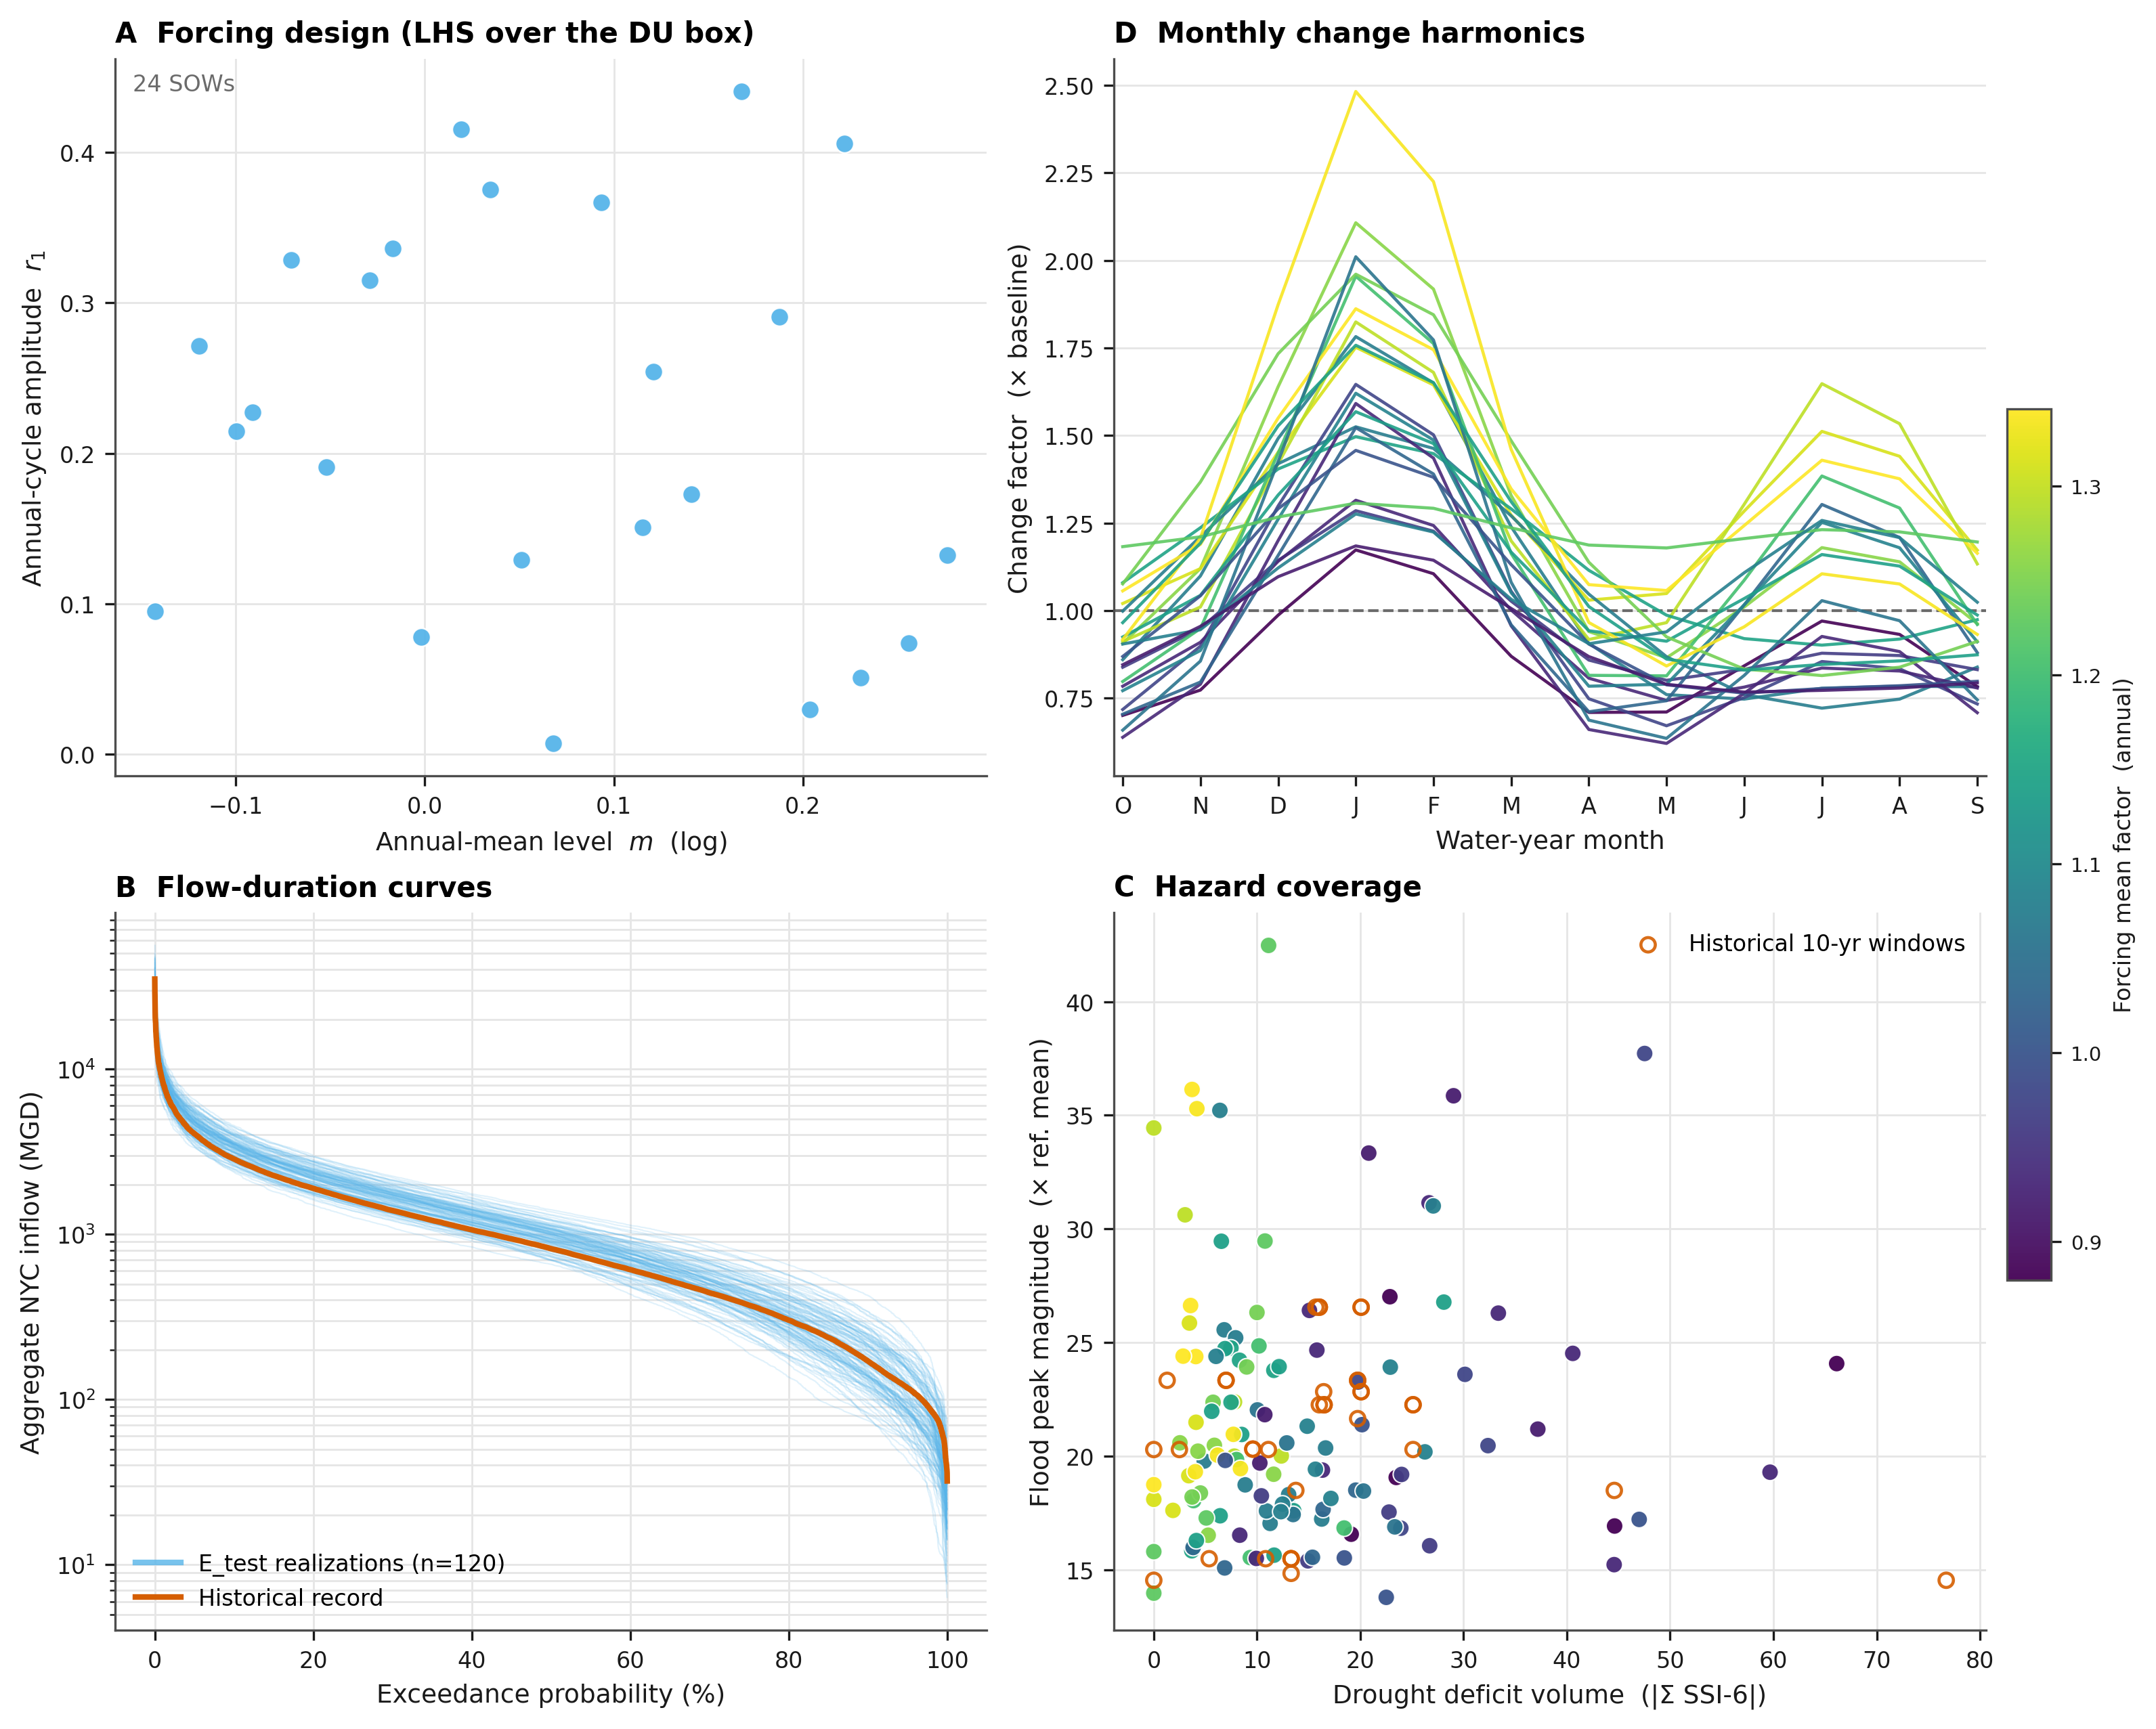 A Forcing design (LHS over the DU box)
24 SOWs
0.4
0.3
0.2
0.1
0.0
Annual-cycle amplitude r₁
−0.1 0.0 0.1 0.2
Annual-mean level m (log)
D Monthly change harmonics
2.50
2.25
2.00
1.75
1.50
1.25
1.00
0.75
Change factor (× baseline)
O N D J F M A M J J A S
Water-year month
B Flow-duration curves
10⁴
10³
10²
10¹
Aggregate NYC inflow (MGD)
E_test realizations (n=120)
Historical record
0 20 40 60 80 100
Exceedance probability (%)
C Hazard coverage
Historical 10-yr windows
40
35
30
25
20
15
Flood peak magnitude (× ref. mean)
0 10 20 30 40 50 60 70 80
Drought deficit volume (|Σ SSI-6|)
1.3
1.2
1.1
1.0
0.9
Forcing mean factor (annual)